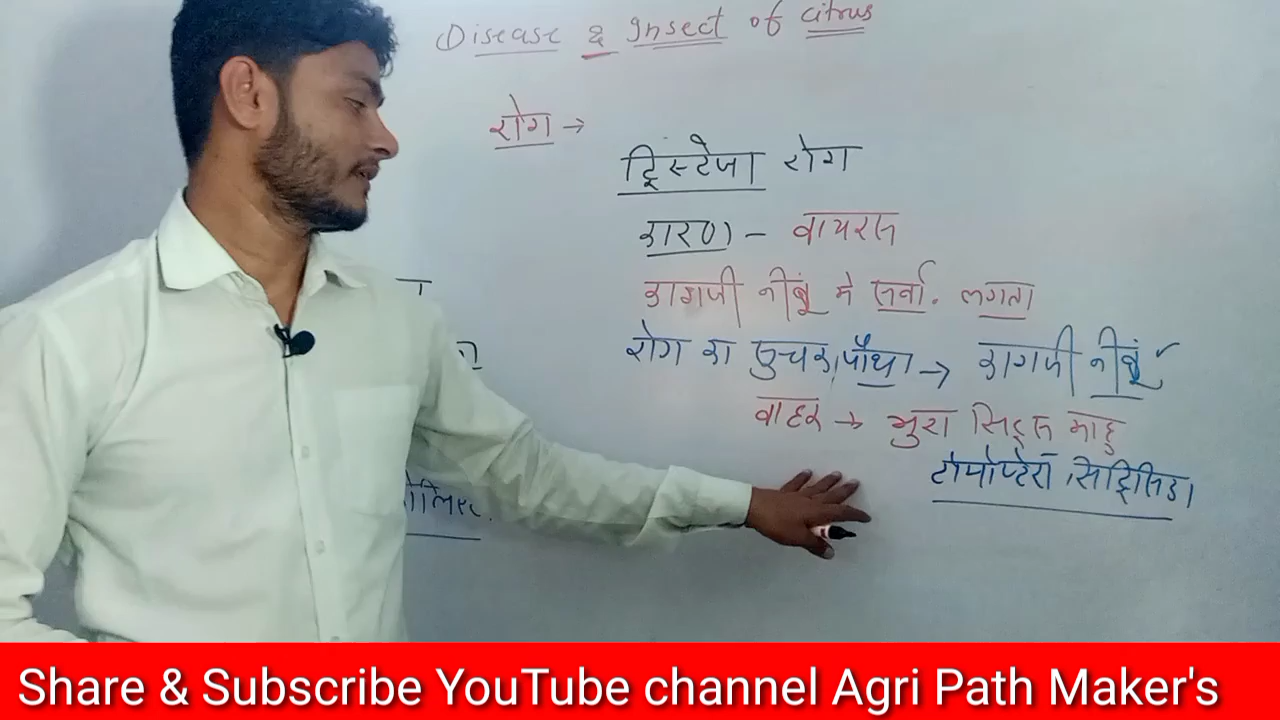 Disease & Insect of citrus
रोग →
ट्रिस्टेजा रोग
कारण - वायरस
कागजी नींबू मे सर्वा. लगता
रोग का सुचक पौधा → कागजी नींबूं ✓
वाहक → भुरा सिट्रस माहु
टोपोप्टेरा सिट्रिसिडा
Share & Subscribe YouTube channel Agri Path Maker's